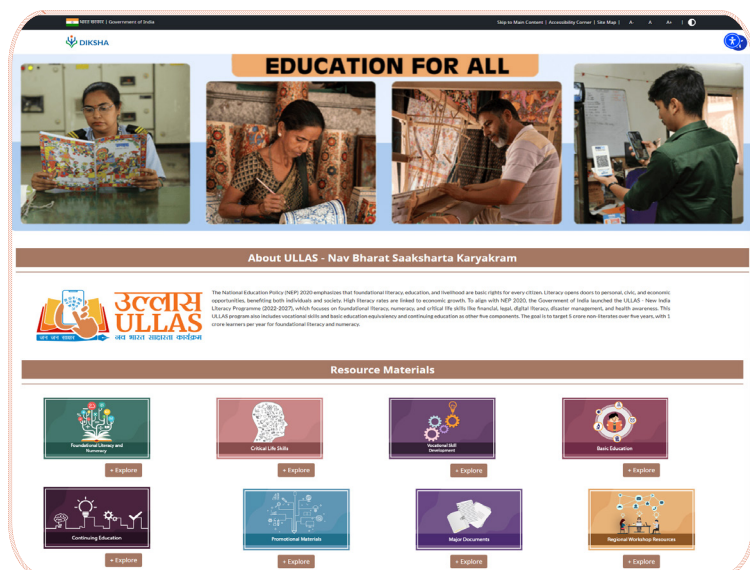 भारत सरकार | Government of India
Skip to Main Content | Accessibility Corner | Site Map | A- A A+ |
DIKSHA
EDUCATION FOR ALL
About ULLAS - Nav Bharat Saaksharta Karyakram
उल्लास
ULLAS
जन जन साक्षर
नव भारत साक्षरता कार्यक्रम
The National Education Policy (NEP) 2020 emphasizes that foundational literacy, education, and livelihood are basic rights for every citizen. Literacy opens doors to personal, civic, and economic
opportunities, benefiting both individuals and society. High literacy rates are linked to economic growth. To align with NEP 2020, the Government of India launched the ULLAS - New India
Literacy Programme (2022-2027), which focuses on foundational literacy, numeracy, and critical life skills like financial, legal, digital literacy, disaster management, and health awareness. This
ULLAS program also includes vocational skills and basic education equivalency and continuing education as other five components. The goal is to target 5 crore non-literates over five years, with 1
crore learners per year for foundational literacy and numeracy.
Resource Materials
Foundational Literacy and
Numeracy
Critical Life Skills
Vocational Skill
Development
Basic Education
+ Explore
+ Explore
+ Explore
+ Explore
Continuing Education
Promotional Materials
Major Documents
Regional Workshop Resources
+ Explore
+ Explore
+ Explore
+ Explore